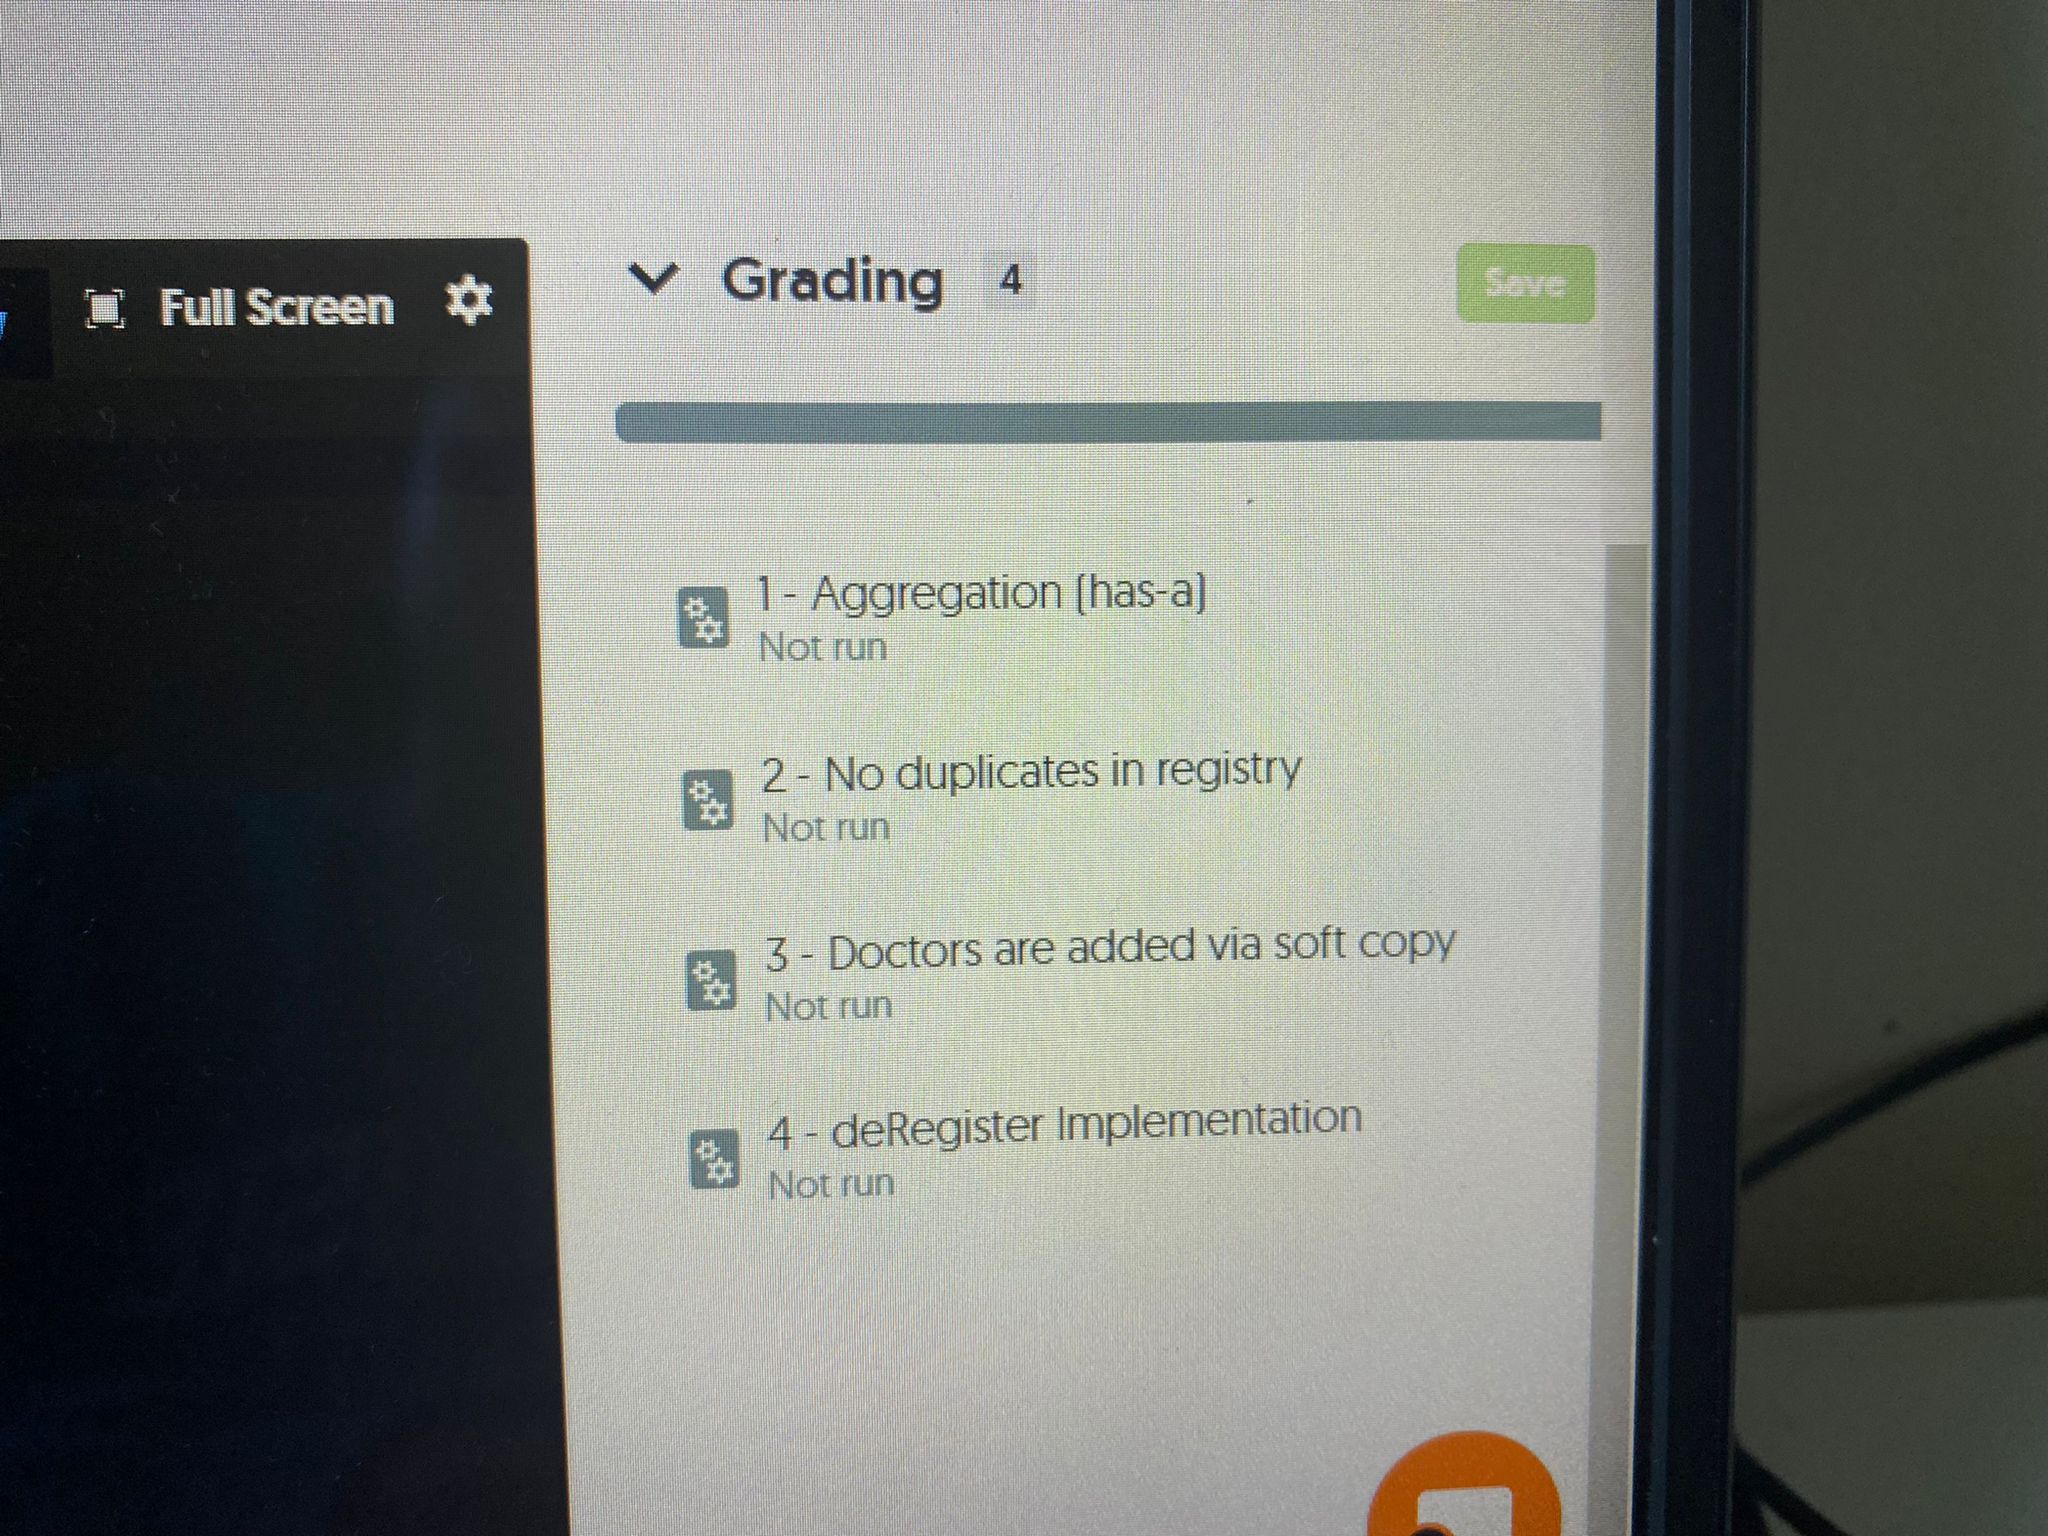 Full Screen
Grading 4
Save
1 - Aggregation (has-a)
Not run
2 - No duplicates in registry
Not run
3 - Doctors are added via soft copy
Not run
4 - deRegister Implementation
Not run